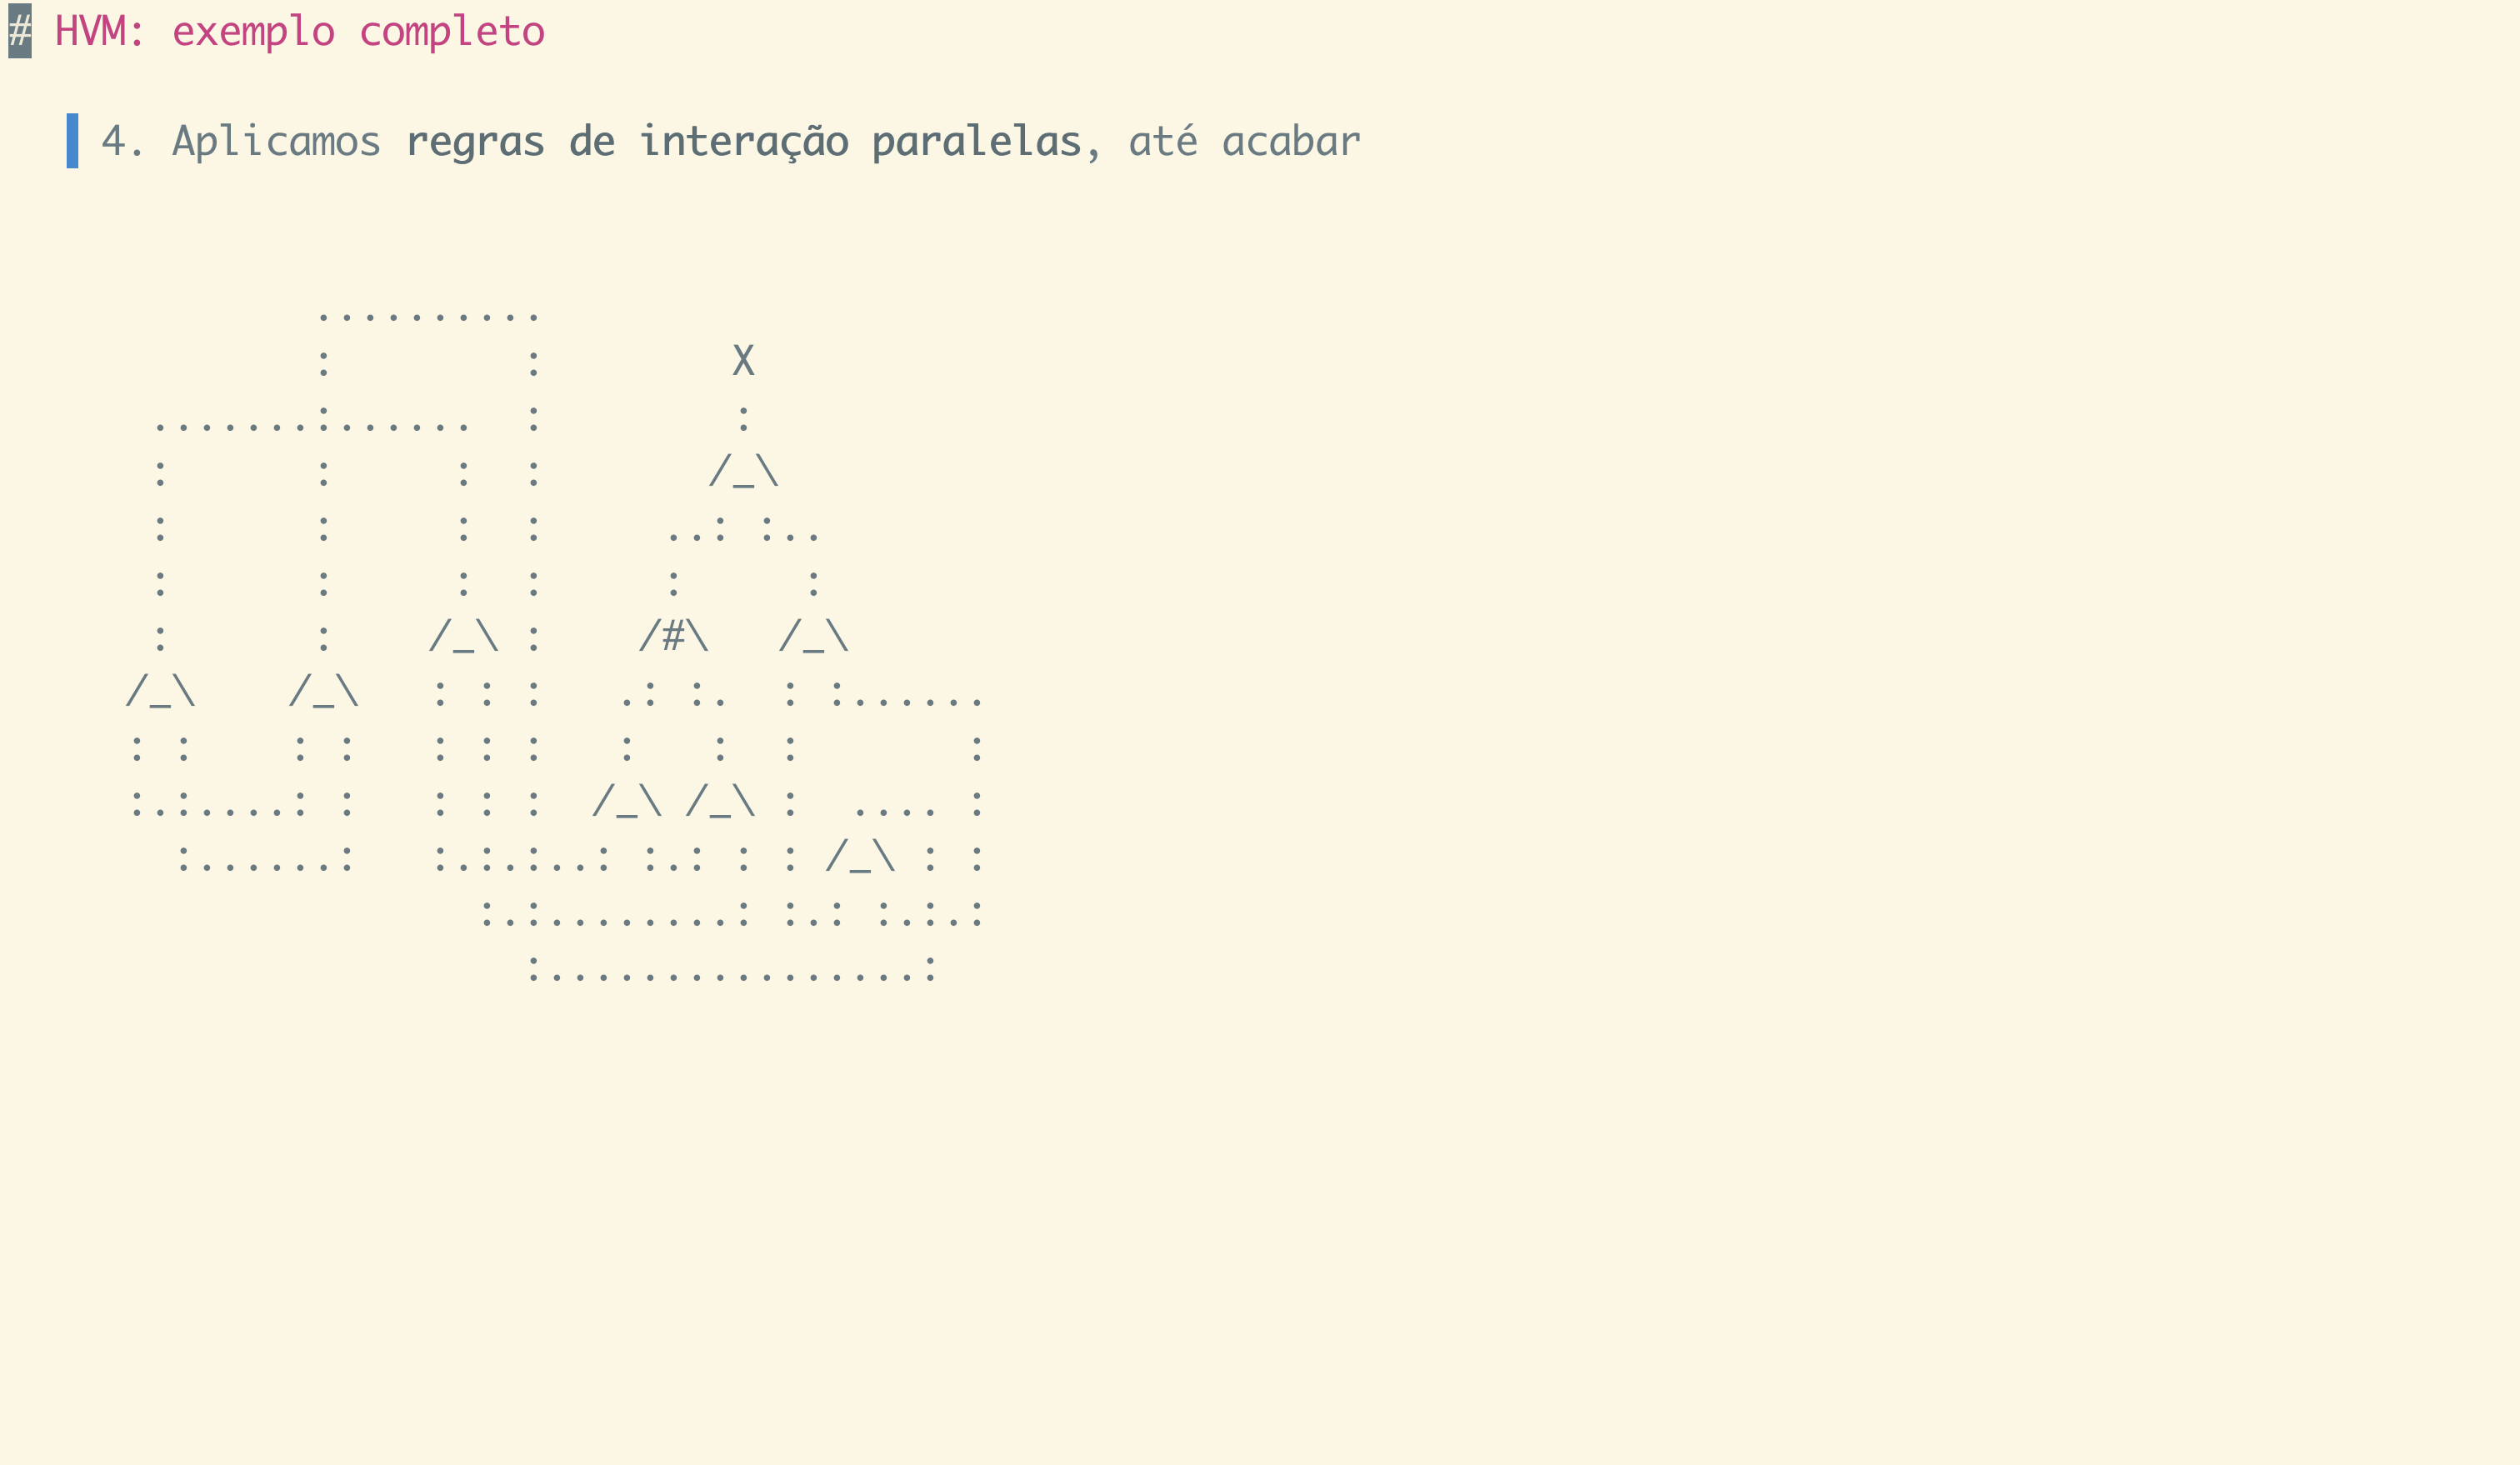 # HVM: exemplo completo
4. Aplicamos regras de interação paralelas, até acabar
. . . . . . . . . .
: : X
: : :
. . . . . . . : . . . . . . : :
: : : : /_\
: : : : . . : : . .
: : : : : :
: : /_\ : /#\ /_\
/_\ /_\ : : : . : : . : : . . . . . .
: : : : : : : : : : :
: . : . . . . : : : : : /_\ /_\ : . . . . :
: . . . . . . : : . : . : . . : : . : : : /_\ : :
: . : . . . . . . . . : : . : : . : . :
: . . . . . . . . . . . . . . . . :